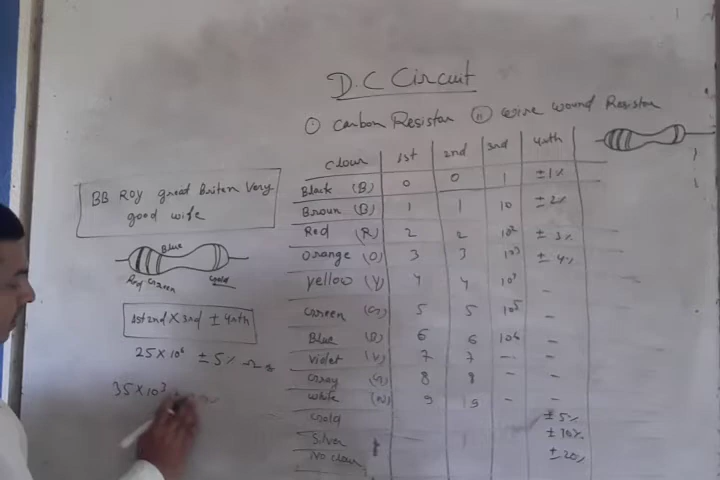 D.C Circuit
i Carbon Resistor ii wire wound Resistor
Colour 1st 2nd 3rd 4th
Black (B) 0 0 1 ±1%
Broun (B) 1 1 10 ±2%
Red (R) 2 2 10² ±3%
Orange (O) 3 3 10³ ±4%
yellow (Y) 4 4 10³ -
Green (G) 5 5 10⁵ -
Blue (B) 6 6 10⁶ -
Violet (V) 7 7 - -
Gray (G) 8 8 - -
White (W) 9 9 - -
Gold ±5%
Silver ±10%
No Colour ±20%
BB Roy great Briten Very
good wife
Blue
Red Green Gold
1st 2nd X 3rd ± 4th
25 X 10⁶ ± 5% Ω
35 X 10³